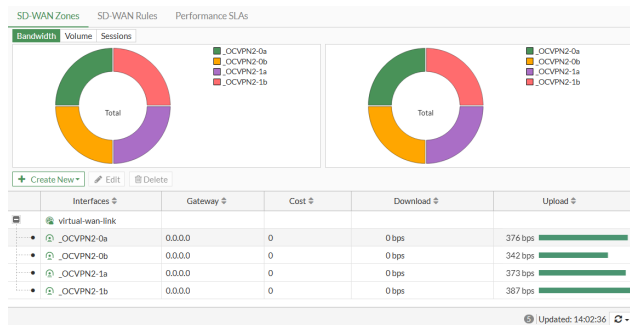 SD-WAN Zones SD-WAN Rules Performance SLAs
Bandwidth Volume Sessions
_OCVPN2-0a
_OCVPN2-0b
_OCVPN2-1a
_OCVPN2-1b
Total
_OCVPN2-0a
_OCVPN2-0b
_OCVPN2-1a
_OCVPN2-1b
Total
+ Create New Edit Delete
Interfaces Gateway Cost Download Upload
virtual-wan-link
_OCVPN2-0a 0.0.0.0 0 0 bps 376 bps
_OCVPN2-0b 0.0.0.0 0 0 bps 342 bps
_OCVPN2-1a 0.0.0.0 0 0 bps 373 bps
_OCVPN2-1b 0.0.0.0 0 0 bps 387 bps
5 Updated: 14:02:36